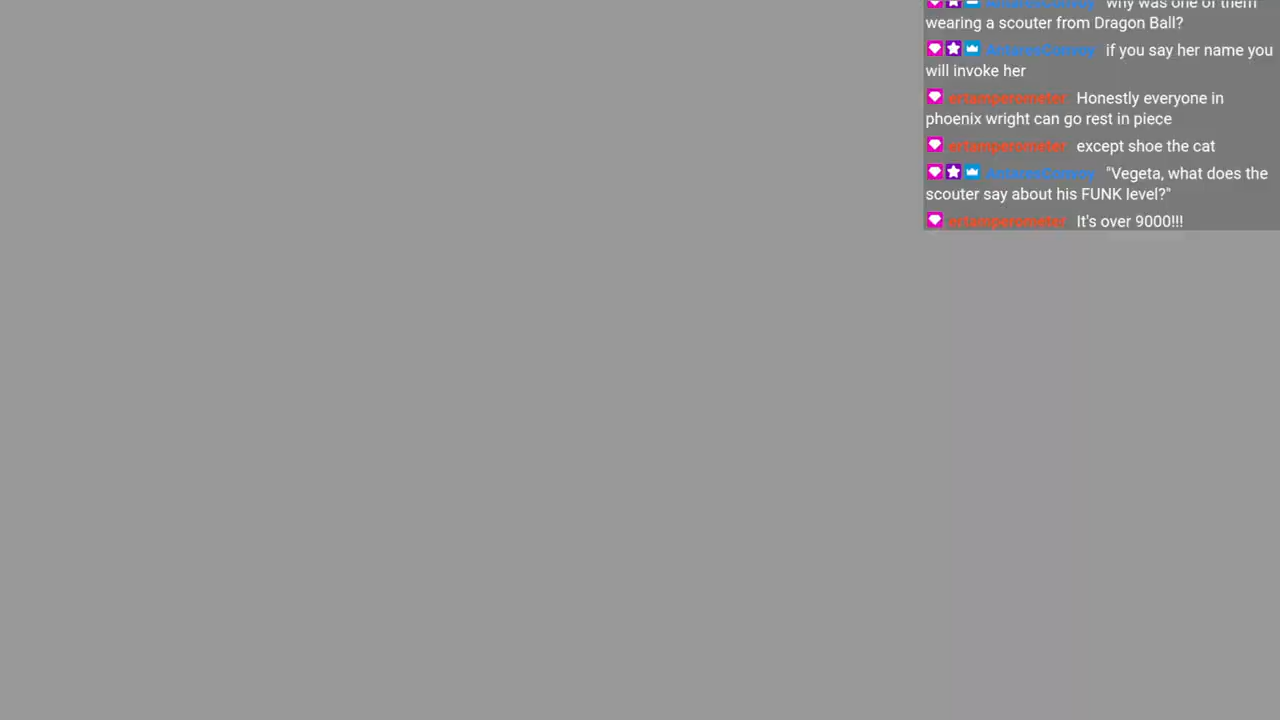 why was one of them
wearing a scouter from Dragon Ball?
AntaresConvoy if you say her name you
will invoke her
Honestly everyone in
phoenix wright can go rest in piece
except shoe the cat
AntaresConvoy "Vegeta, what does the
scouter say about his FUNK level?"
It's over 9000!!!